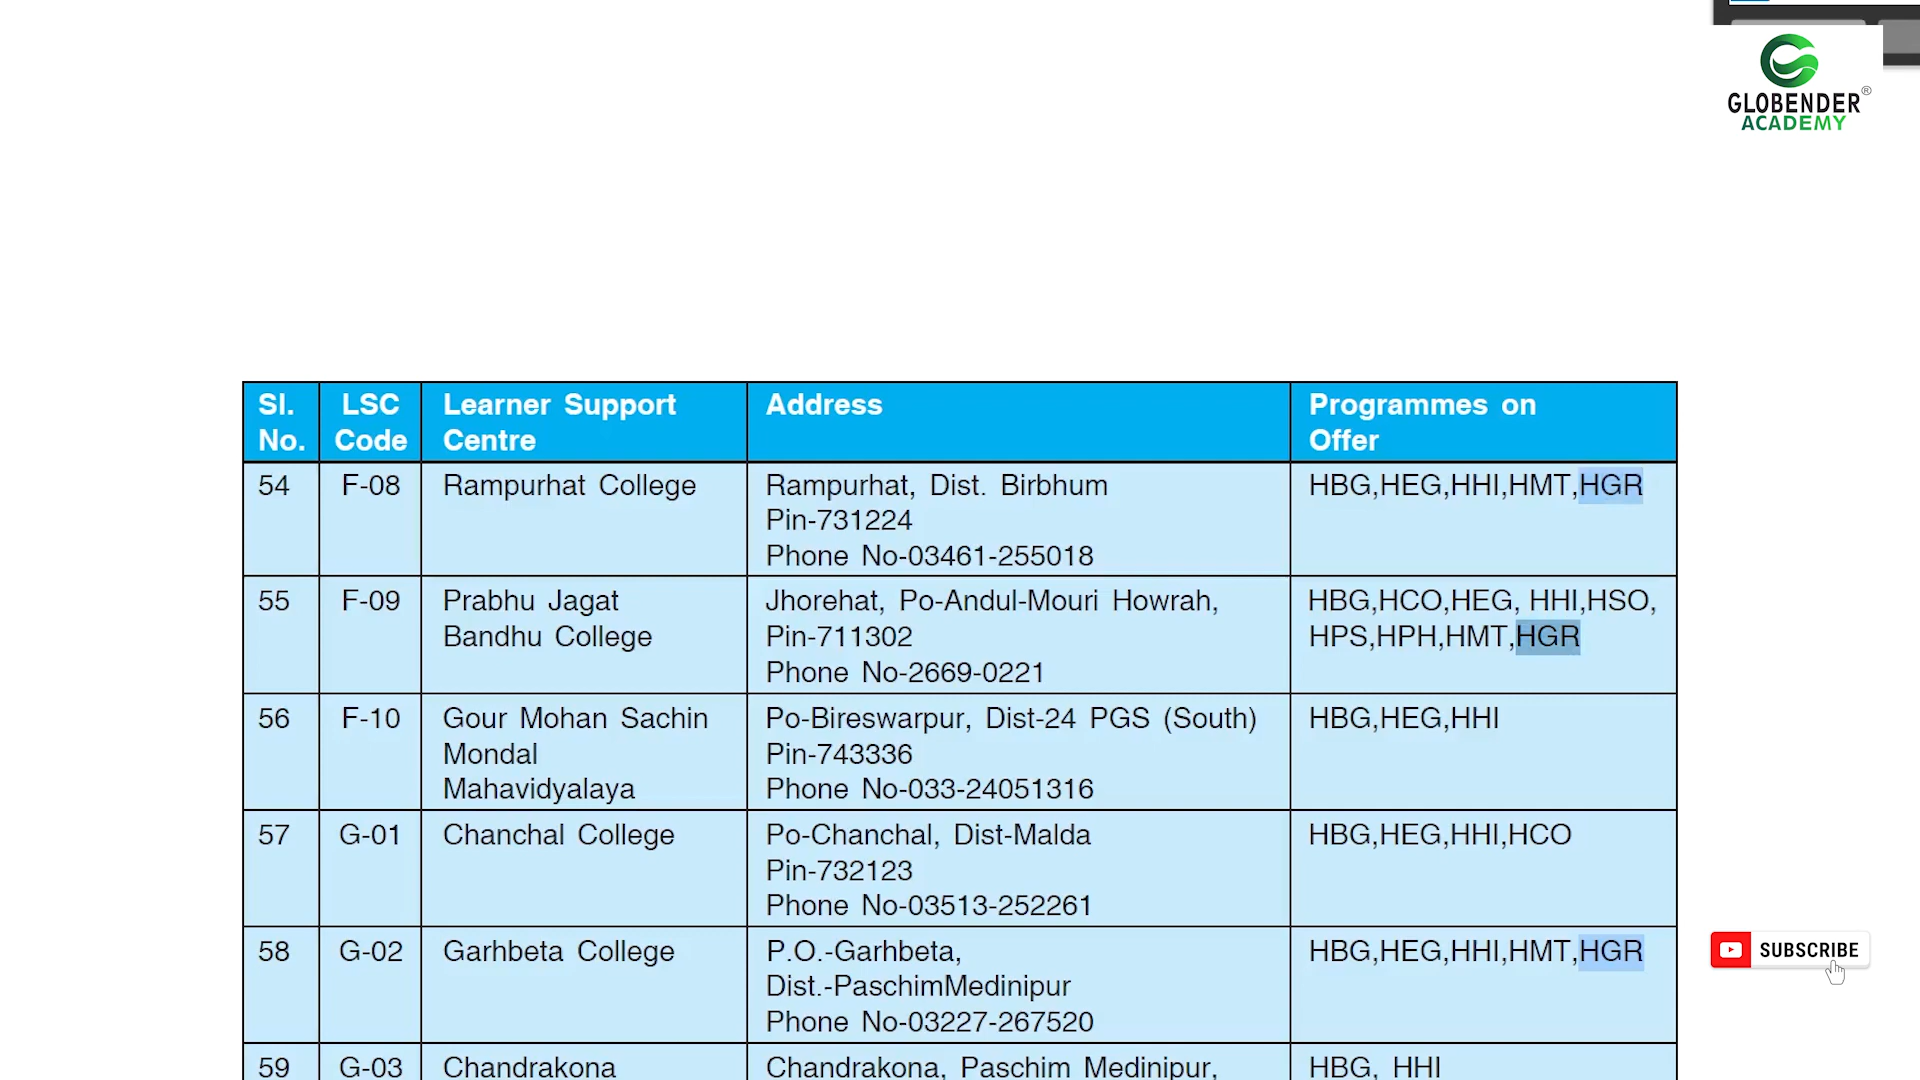 GLOBENDER®
ACADEMY
Sl. No. LSC Code Learner Support Centre Address Programmes on Offer
54 F-08 Rampurhat College Rampurhat, Dist. Birbhum HBG,HEG,HHI,HMT,HGR
Pin-731224
Phone No-03461-255018
55 F-09 Prabhu Jagat Jhorehat, Po-Andul-Mouri Howrah, HBG,HCO,HEG, HHI,HSO,
Bandhu College Pin-711302 HPS,HPH,HMT,HGR
Phone No-2669-0221
56 F-10 Gour Mohan Sachin Po-Bireswarpur, Dist-24 PGS (South) HBG,HEG,HHI
Mondal Pin-743336
Mahavidyalaya Phone No-033-24051316
57 G-01 Chanchal College Po-Chanchal, Dist-Malda HBG,HEG,HHI,HCO
Pin-732123
Phone No-03513-252261
58 G-02 Garhbeta College P.O.-Garhbeta, HBG,HEG,HHI,HMT,HGR
Dist.-PaschimMedinipur
Phone No-03227-267520
59 G-03 Chandrakona Chandrakona, Paschim Medinipur, HBG, HHI
SUBSCRIBE